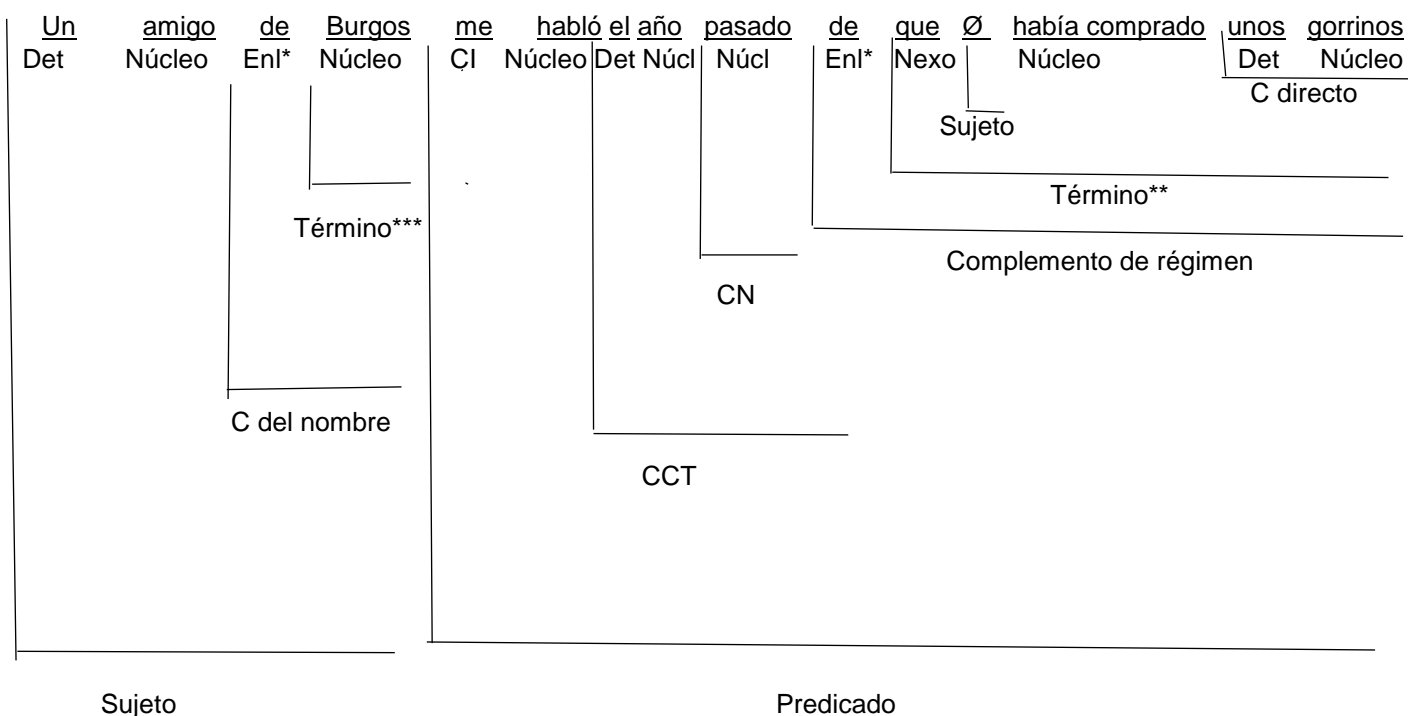 Un amigo de Burgos me habló el año pasado de que Ø había comprado unos gorrinos
Det Núcleo Enl* Núcleo CI Núcleo Det Núcl Núcl Enl* Nexo Núcleo Det Núcleo
C directo
Sujeto
Término**
Término***
Complemento de régimen
CN
C del nombre
CCT
Sujeto Predicado